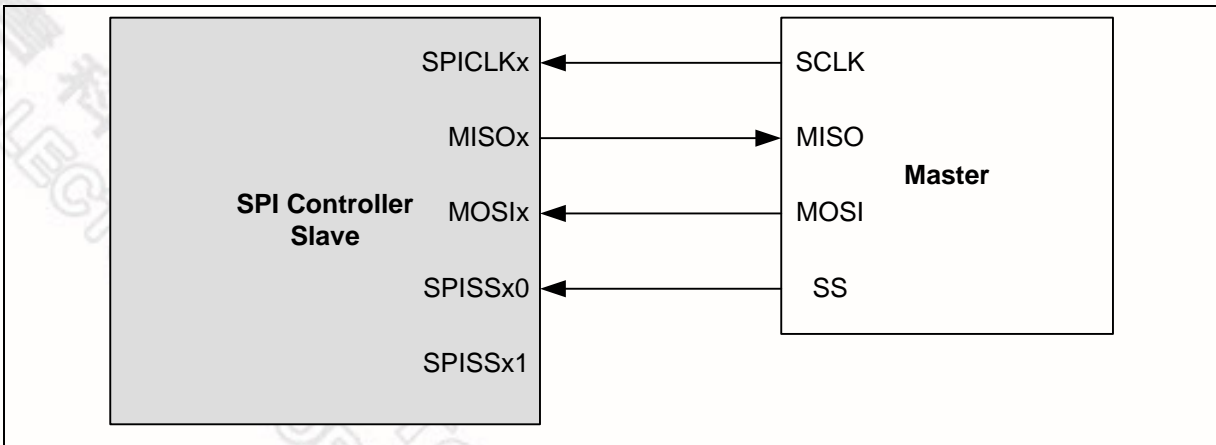 SPICLKx
SCLK
MISOx
MISO
Master
SPI Controller
Slave
MOSIx
MOSI
SPISSx0
SS
SPISSx1